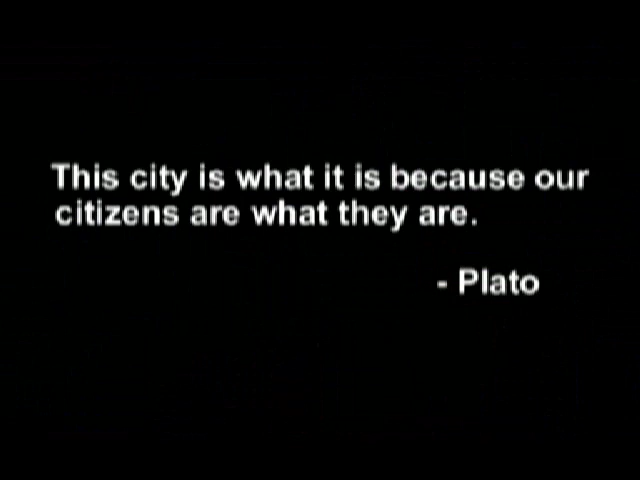 This city is what it is because our
citizens are what they are.
- Plato